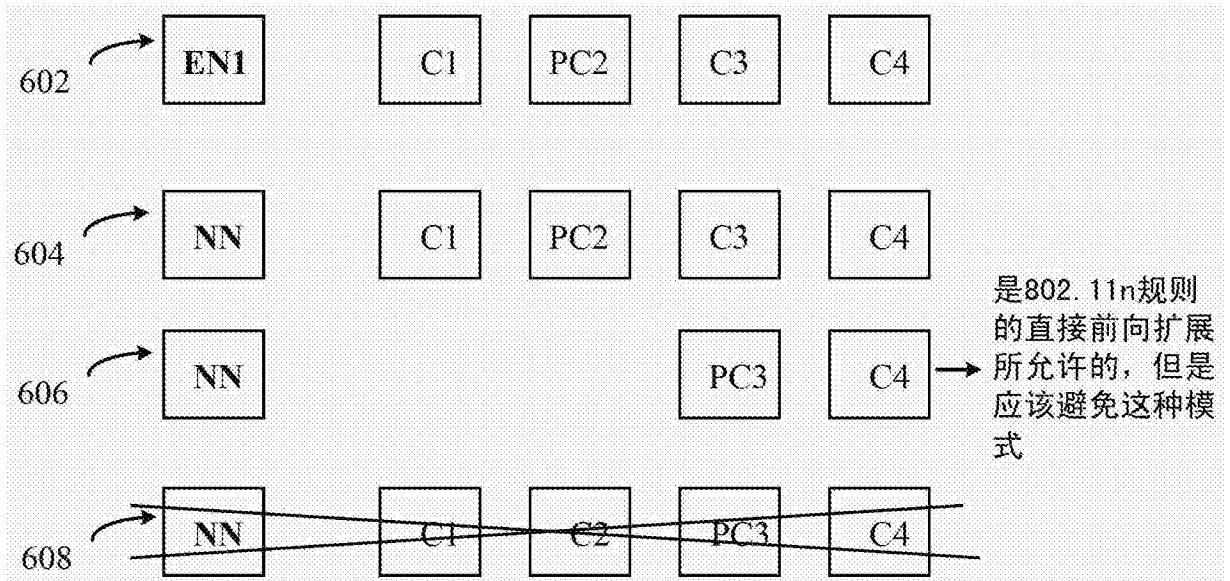 602 EN1 C1 PC2 C3 C4
604 NN C1 PC2 C3 C4
606 NN PC3 C4
是802.11n规则
的直接前向扩展
所允许的，但是
应该避免这种模
式
608 NN C1 C2 PC3 C4